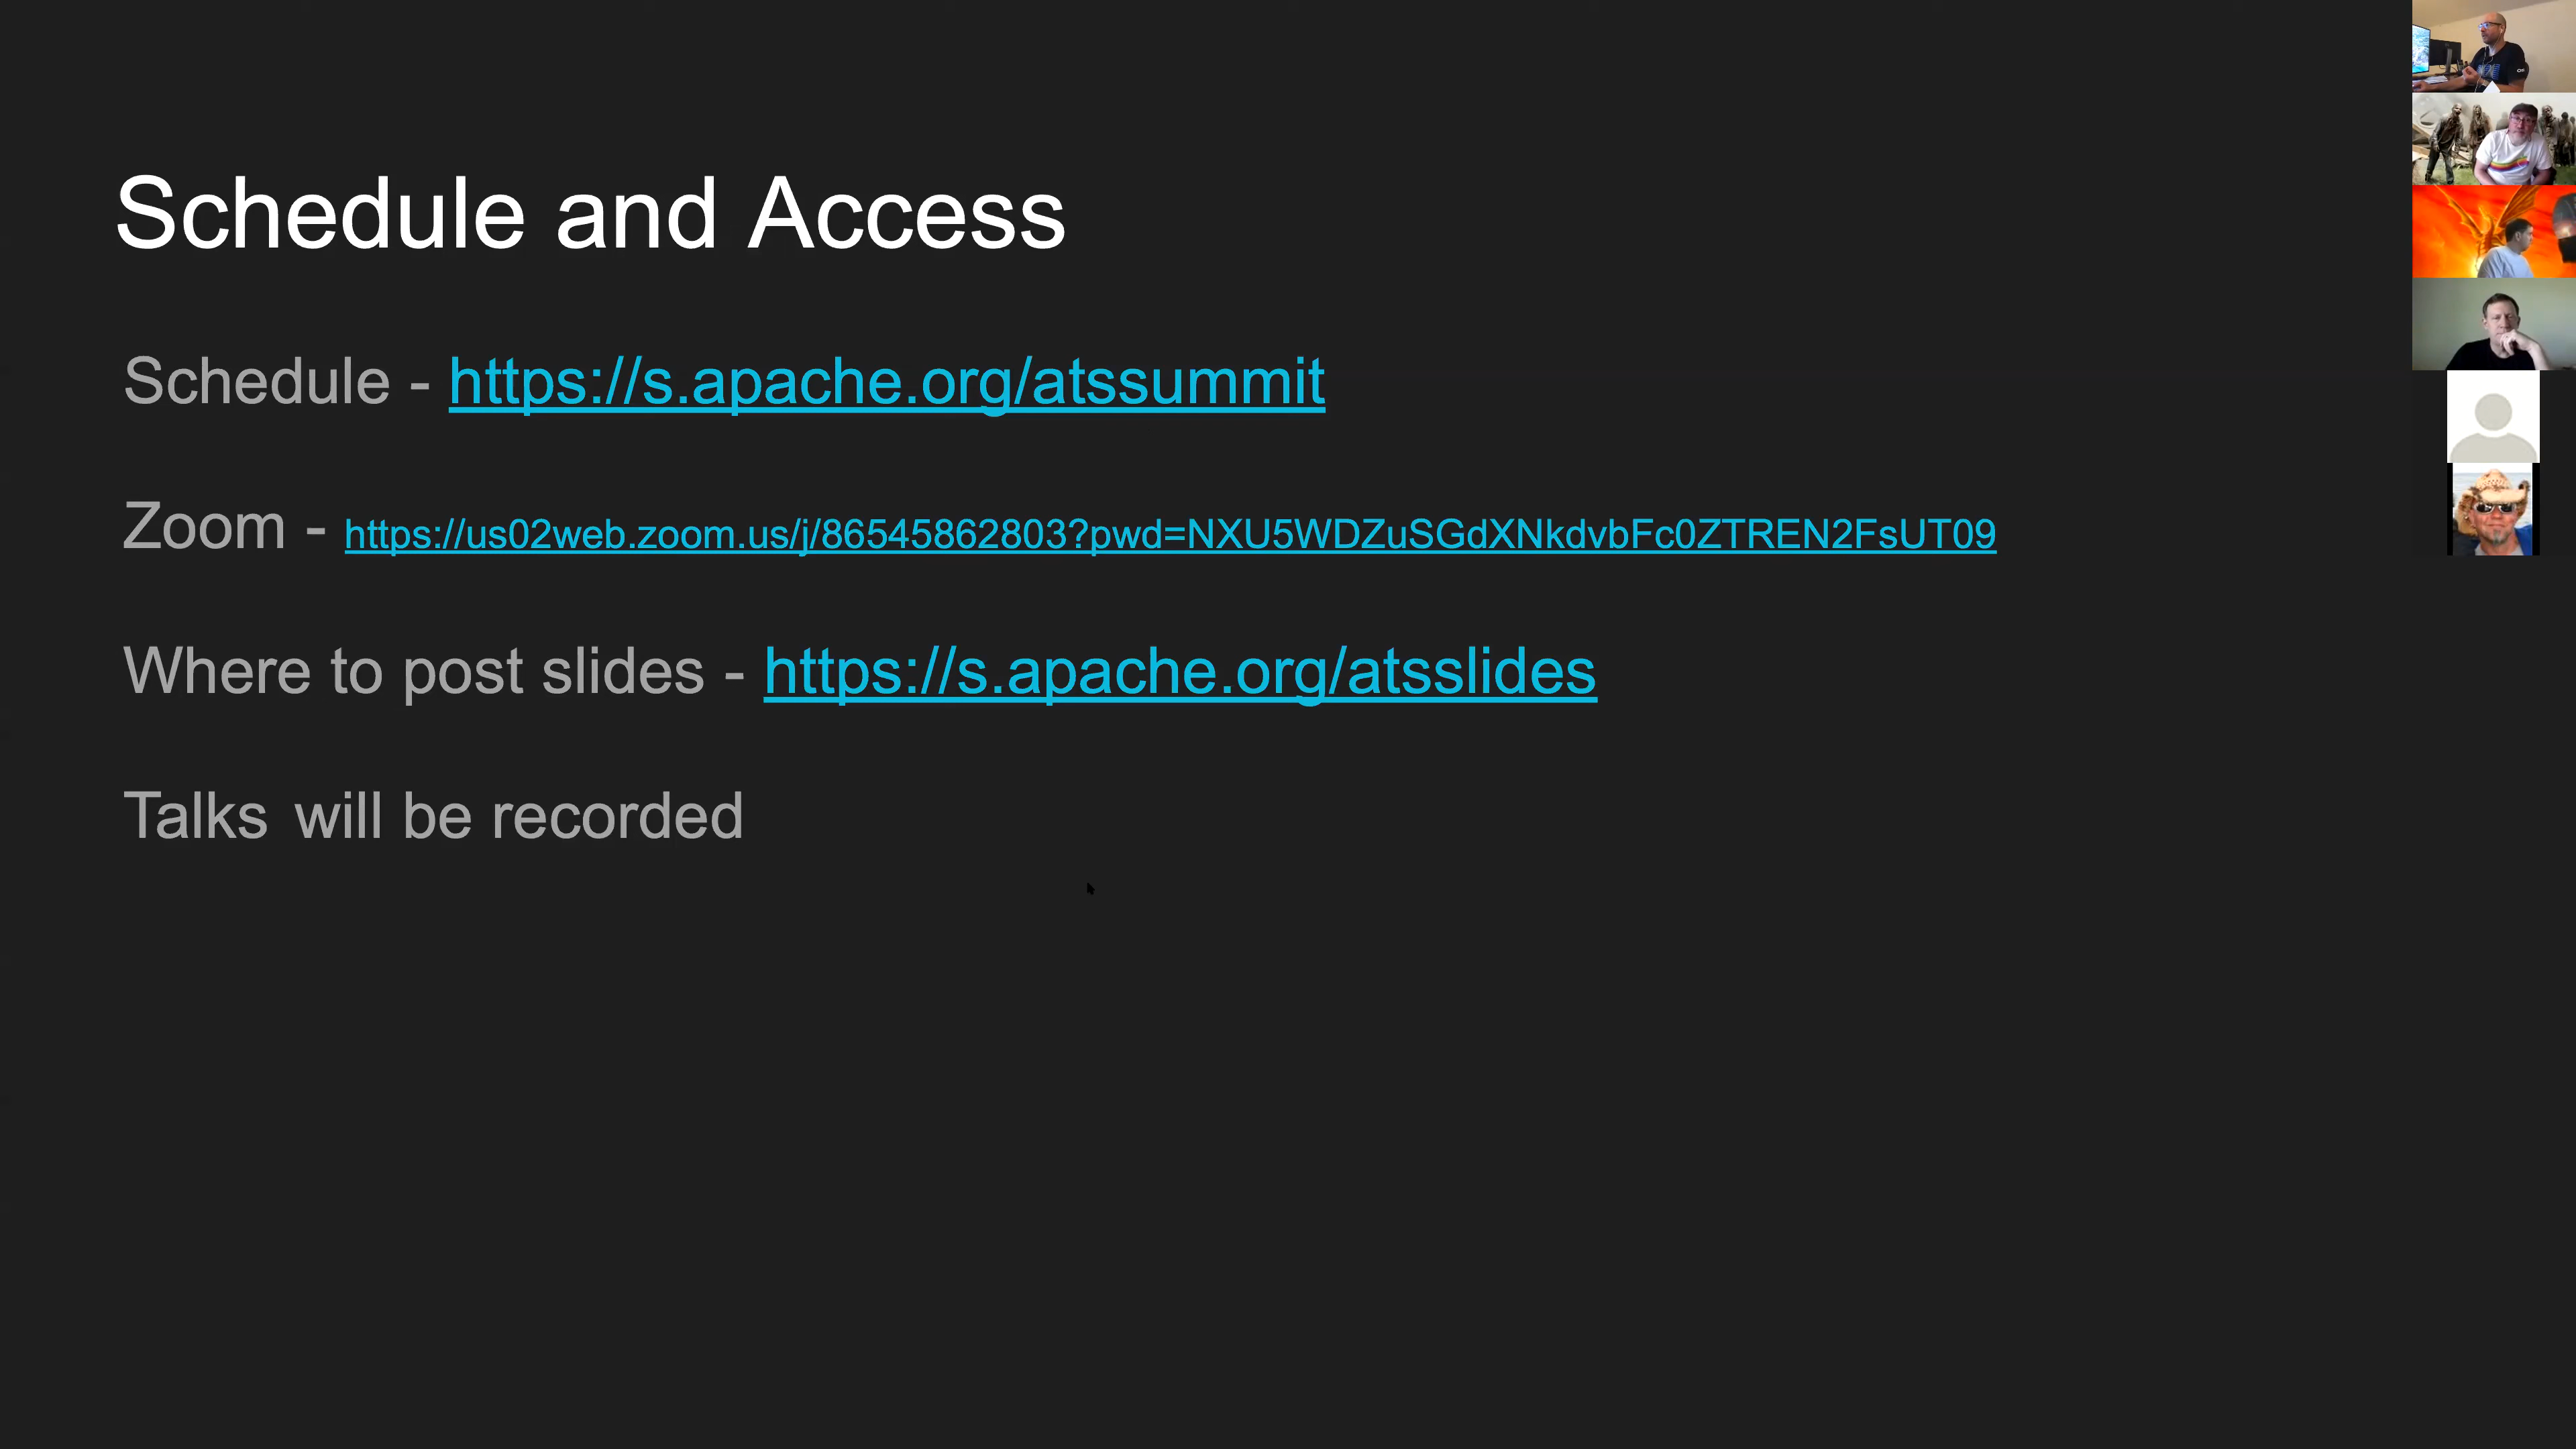 Schedule and Access
Schedule - https://s.apache.org/atssummit
Zoom - https://us02web.zoom.us/j/86545862803?pwd=NXU5WDZuSGdXNkdvbFc0ZTREN2FsUT09
Where to post slides - https://s.apache.org/atsslides
Talks will be recorded